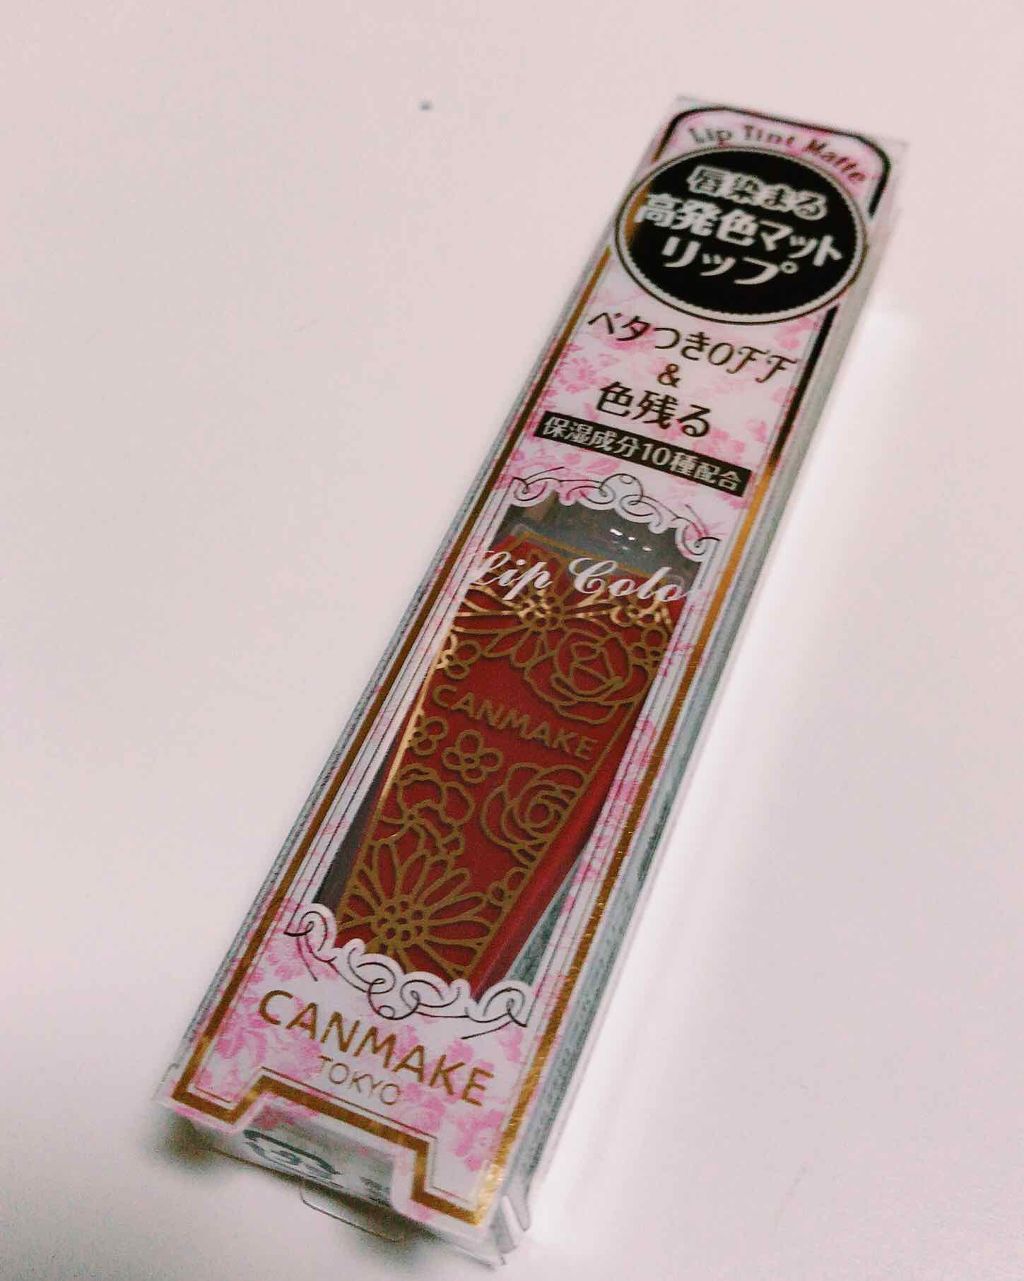 Lip Tint Matte
唇染まる
高発色マット
リップ
ベタつきOFF
&
色残る
保湿成分10種配合
Lip Colo
CANMAKE
CANMAKE
TOKYO